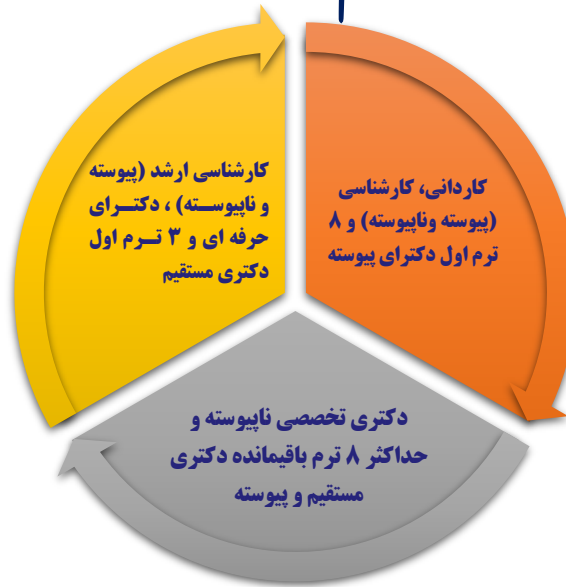 کاردانی، کارشناسی
(پیوسته وناپیوسته) و ۸
ترم اول دکترای پیوسته
دکتری تخصصی ناپیوسته و
حداکثر ۸ ترم باقیمانده دکتری
مستقیم و پیوسته
کارشناسی ارشد (پیوسته
و ناپیوســته) ، دکتــرای
حرفه ای و ۳ تــرم اول
دکتری مستقیم